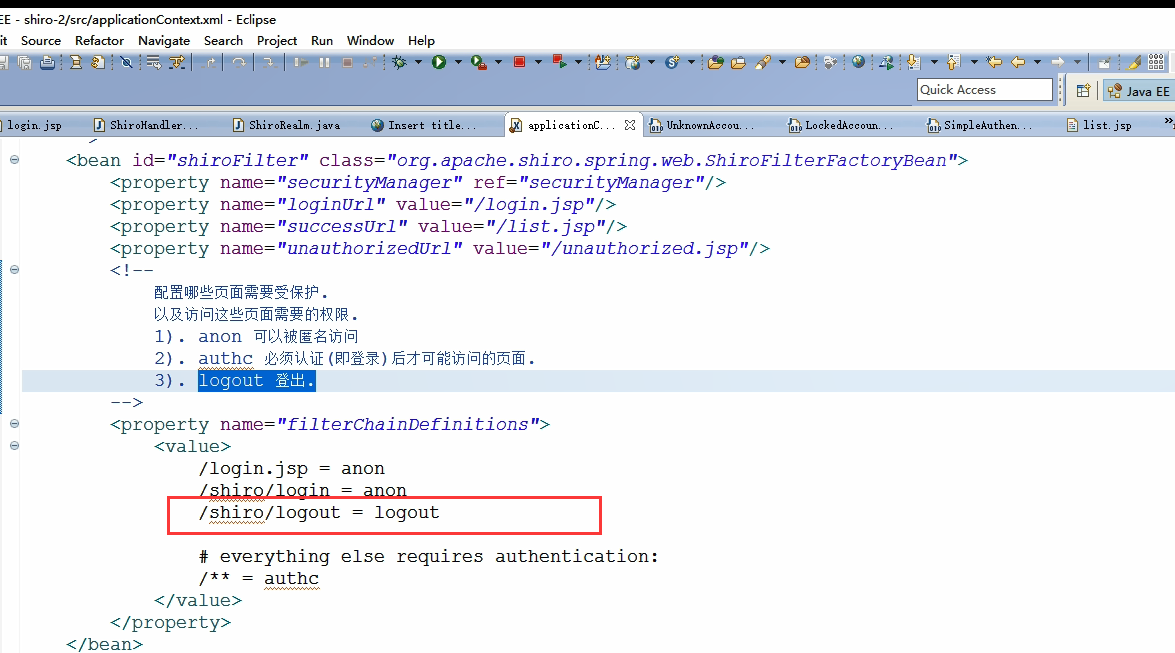 EE - shiro-2/src/applicationContext.xml - Eclipse
it Source Refactor Navigate Search Project Run Window Help
Quick Access
Java EE
login.jsp ShiroHandler... ShiroRealm.java Insert title... applicationC... UnknownAccou... LockedAccoun... SimpleAuthen... list.jsp
<bean id="shiroFilter" class="org.apache.shiro.spring.web.ShiroFilterFactoryBean">
<property name="securityManager" ref="securityManager"/>
<property name="loginUrl" value="/login.jsp"/>
<property name="successUrl" value="/list.jsp"/>
<property name="unauthorizedUrl" value="/unauthorized.jsp"/>
<!--
配置哪些页面需要受保护.
以及访问这些页面需要的权限.
1). anon 可以被匿名访问
2). authc 必须认证(即登录)后才可能访问的页面.
3). logout 登出.
-->
<property name="filterChainDefinitions">
<value>
/login.jsp = anon
/shiro/login = anon
/shiro/logout = logout
# everything else requires authentication:
/** = authc
</value>
</property>
</bean>